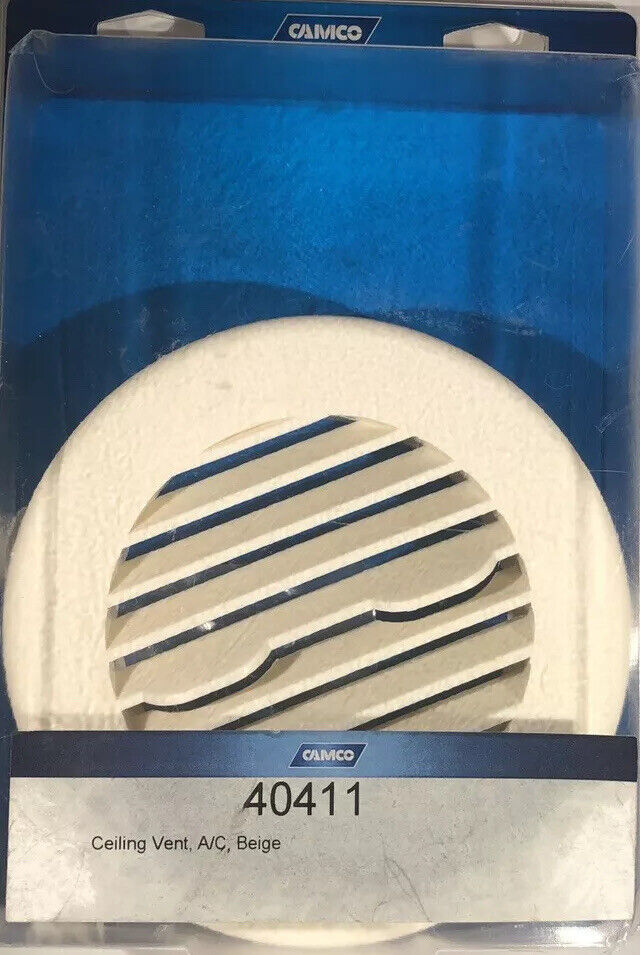 CAMCO
CAMCO
40411
Ceiling Vent, A/C, Beige